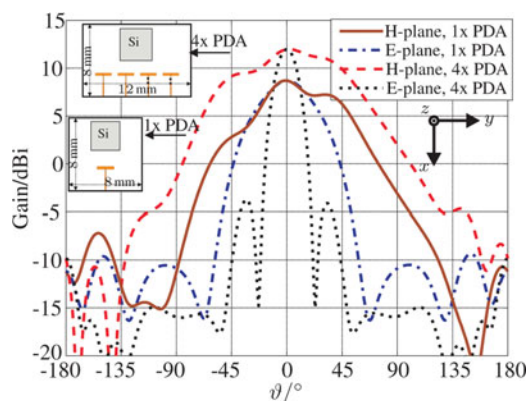 15
10
5
0
-5
-10
-15
-20
Gain/dBi
-180 -135 -90 -45 0 45 90 135 180
ϑ/°
Si
4x PDA
8 mm
12 mm
Si
1x PDA
8 mm
8 mm
H-plane, 1x PDA
E-plane, 1x PDA
H-plane, 4x PDA
E-plane, 4x PDA
z
y
x